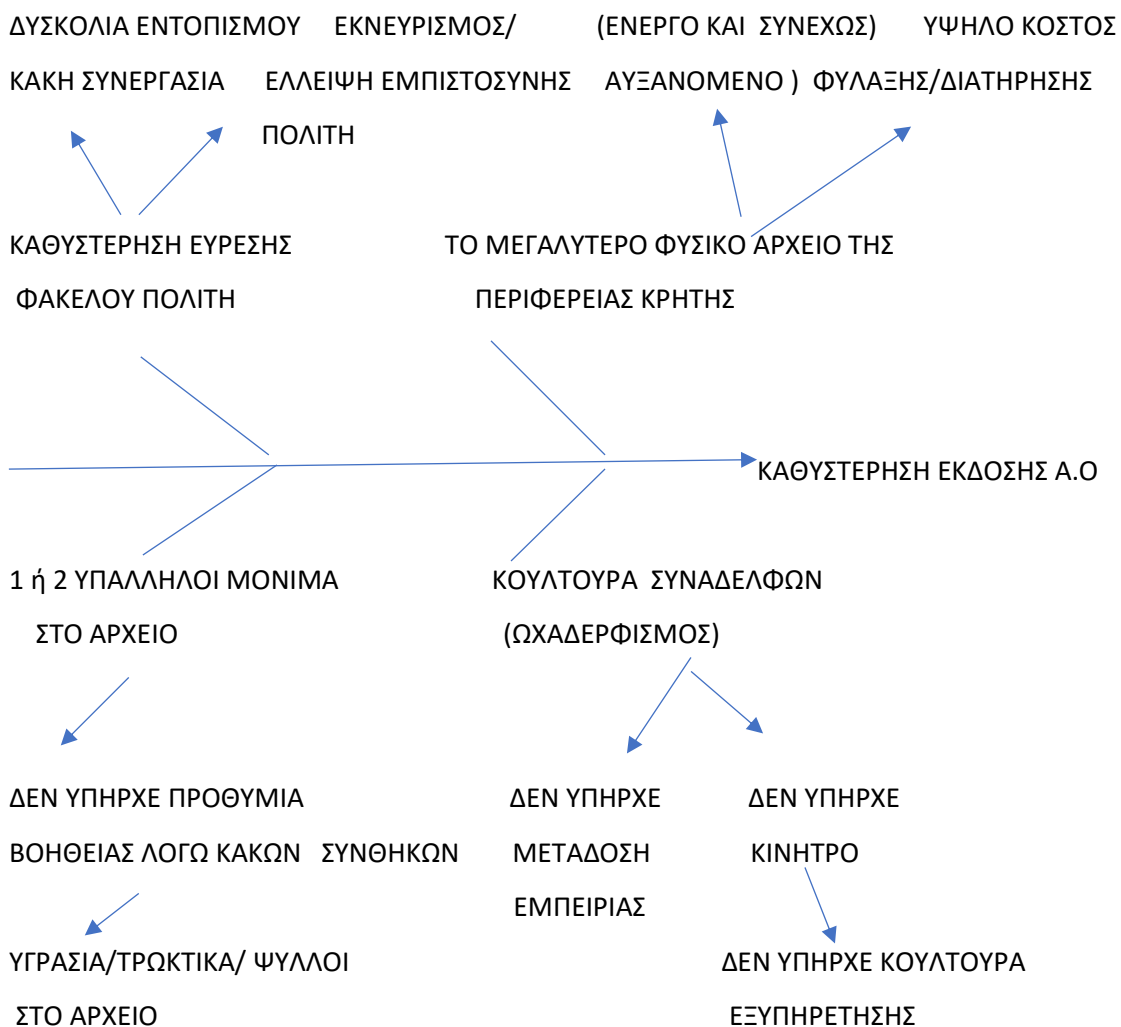 ΔΥΣΚΟΛΙΑ ΕΝΤΟΠΙΣΜΟΥ ΕΚΝΕΥΡΙΣΜΟΣ/ (ΕΝΕΡΓΟ ΚΑΙ ΣΥΝΕΧΩΣ) ΥΨΗΛΟ ΚΟΣΤΟΣ
ΚΑΚΗ ΣΥΝΕΡΓΑΣΙΑ ΕΛΛΕΙΨΗ ΕΜΠΙΣΤΟΣΥΝΗΣ ΑΥΞΑΝΟΜΕΝΟ ) ΦΥΛΑΞΗΣ/ΔΙΑΤΗΡΗΣΗΣ
ΠΟΛΙΤΗ
ΚΑΘΥΣΤΕΡΗΣΗ ΕΥΡΕΣΗΣ ΤΟ ΜΕΓΑΛΥΤΕΡΟ ΦΥΣΙΚΟ ΑΡΧΕΙΟ ΤΗΣ
ΦΑΚΕΛΟΥ ΠΟΛΙΤΗ ΠΕΡΙΦΕΡΕΙΑΣ ΚΡΗΤΗΣ
ΚΑΘΥΣΤΕΡΗΣΗ ΕΚΔΟΣΗΣ Α.Ο
1 ή 2 ΥΠΑΛΛΗΛΟΙ ΜΟΝΙΜΑ ΚΟΥΛΤΟΥΡΑ ΣΥΝΑΔΕΛΦΩΝ
ΣΤΟ ΑΡΧΕΙΟ (ΩΧΑΔΕΡΦΙΣΜΟΣ)
ΔΕΝ ΥΠΗΡΧΕ ΠΡΟΘΥΜΙΑ ΔΕΝ ΥΠΗΡΧΕ ΔΕΝ ΥΠΗΡΧΕ
ΒΟΗΘΕΙΑΣ ΛΟΓΩ ΚΑΚΩΝ ΣΥΝΘΗΚΩΝ ΜΕΤΑΔΟΣΗ ΚΙΝΗΤΡΟ
ΕΜΠΕΙΡΙΑΣ
ΥΓΡΑΣΙΑ/ΤΡΩΚΤΙΚΑ/ ΨΥΛΛΟΙ ΔΕΝ ΥΠΗΡΧΕ ΚΟΥΛΤΟΥΡΑ
ΣΤΟ ΑΡΧΕΙΟ ΕΞΥΠΗΡΕΤΗΣΗΣ